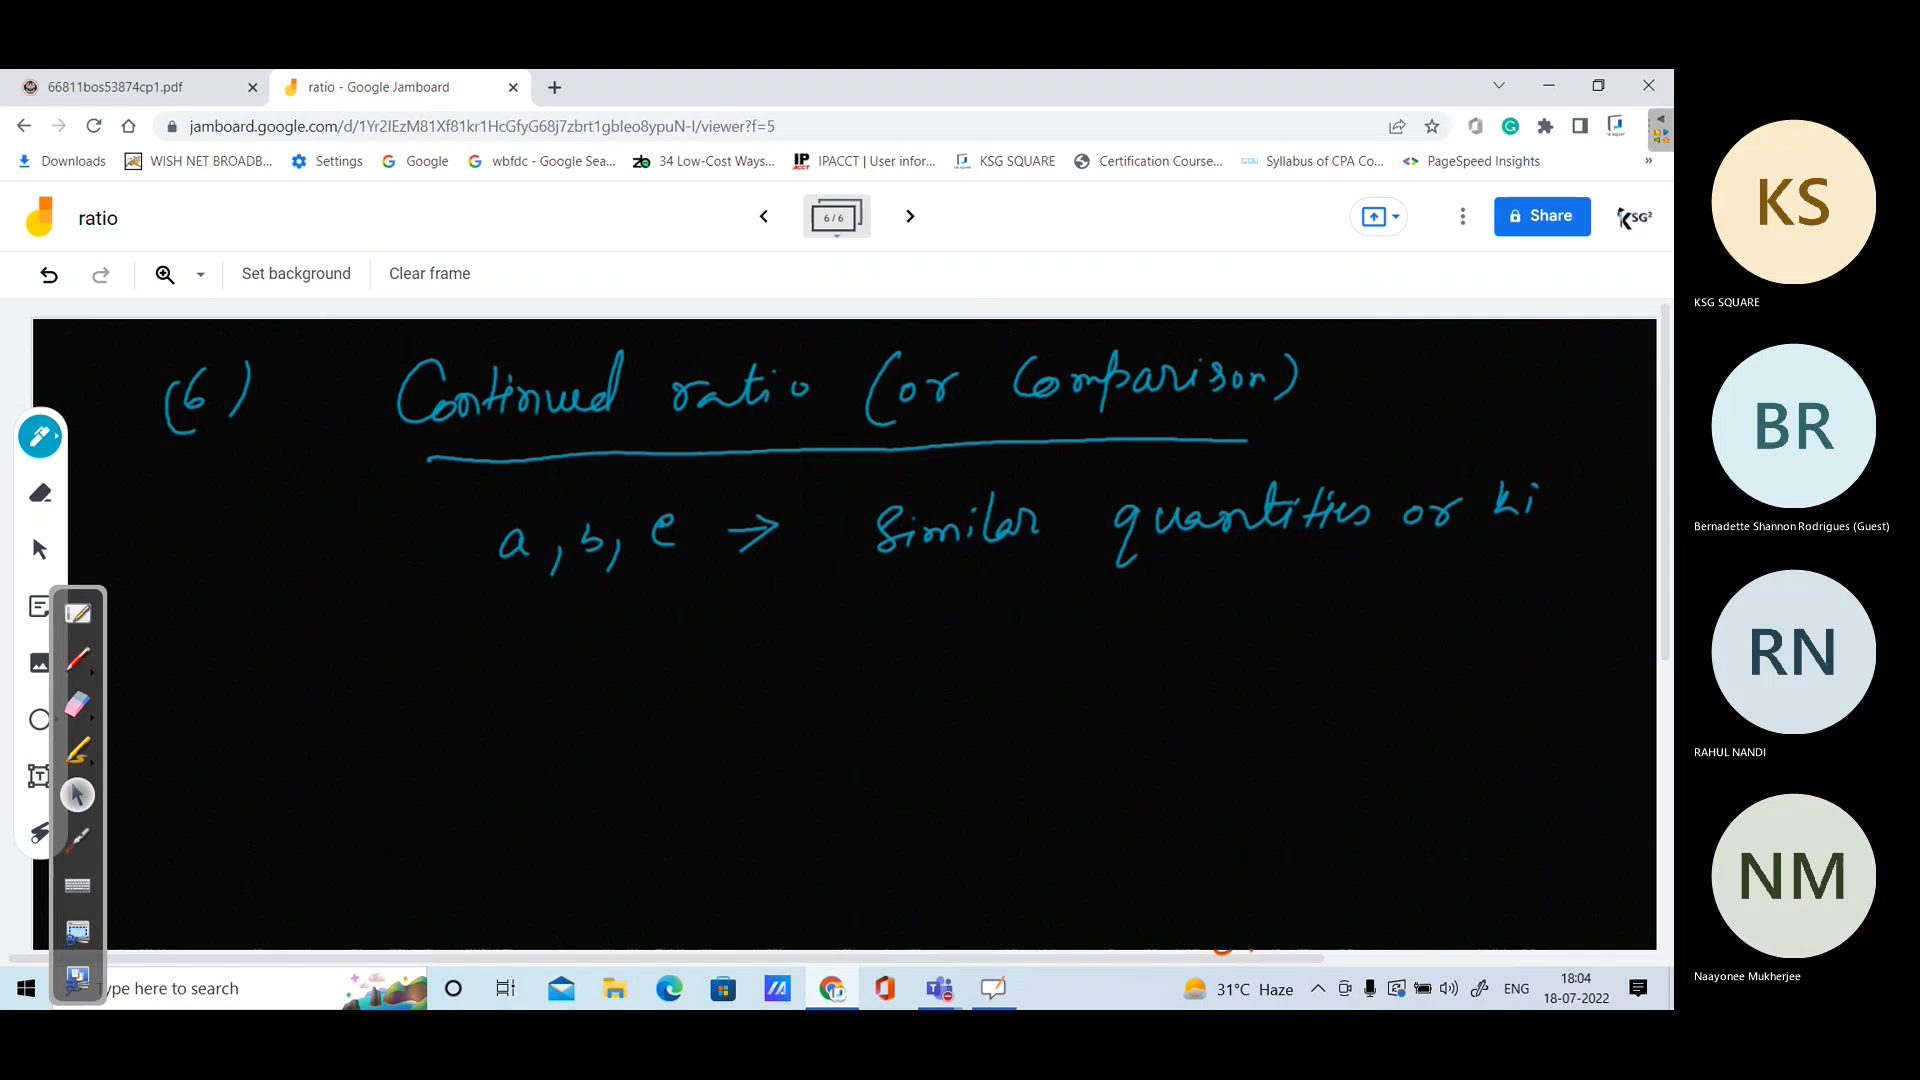 66811bos53874cp1.pdf
ratio - Google Jamboard
jamboard.google.com/d/1Yr2IEzM81Xf81kr1HcGfyG68j7zbrt1gbIeo8ypuN-I/viewer?f=5
Downloads WISH NET BROADB... Settings Google wbfdc - Google Sea... 34 Low-Cost Ways... IPACCT | User infor... KSG SQUARE Certification Course... Syllabus of CPA Co... PageSpeed Insights »
ratio
6 / 6
Share
KSG²
Set background Clear frame
(6) Continued ratio (or Comparison)
a, b, c → Similar quantities or ki
Type here to search
31°C Haze
ENG
18:04
18-07-2022
KS
KSG SQUARE
BR
Bernadette Shannon Rodrigues (Guest)
RN
RAHUL NANDI
NM
Naayonee Mukherjee